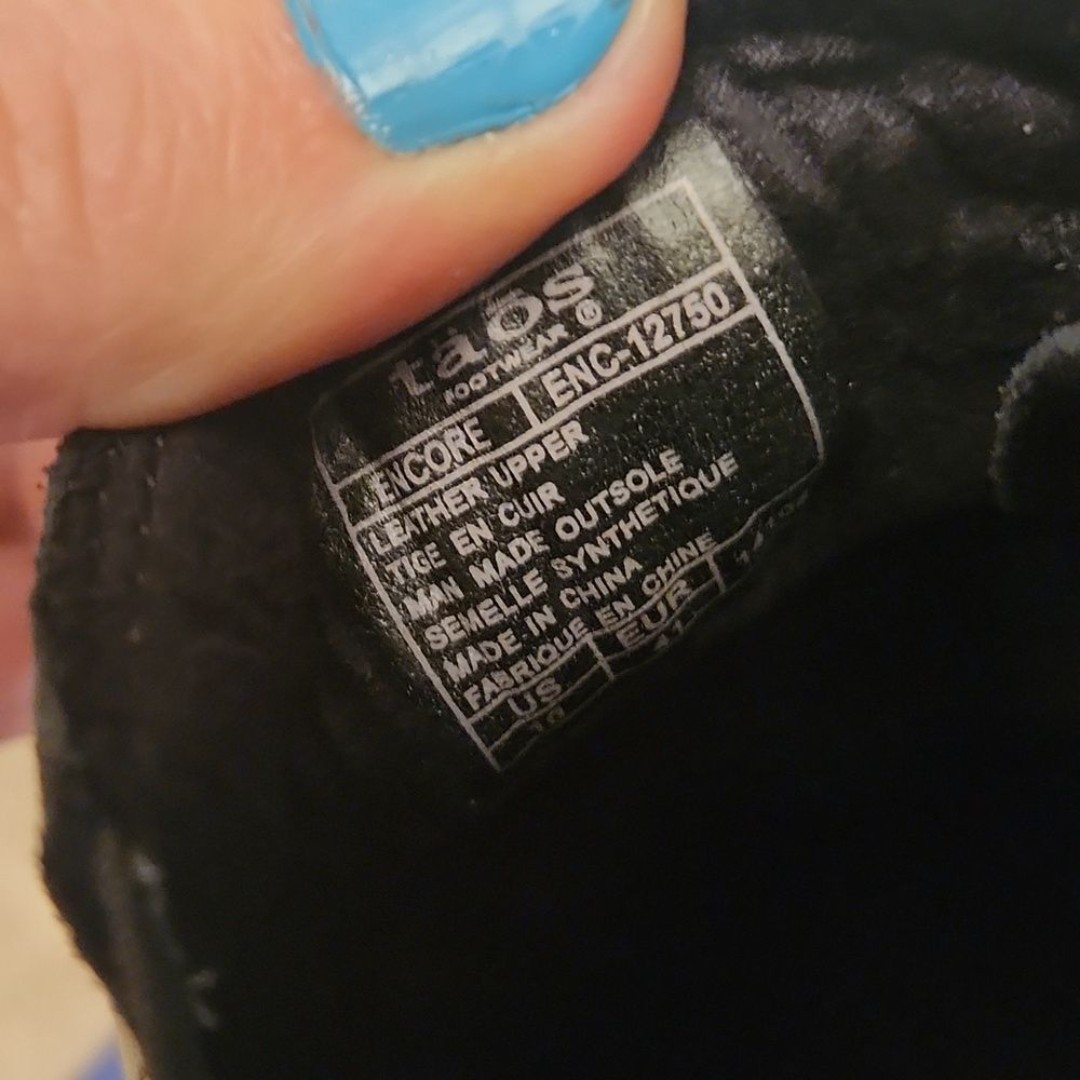 taos
FOOTWEAR ®
ENCORE ENC-12750
LEATHER UPPER
TIGE EN CUIR
MAN MADE OUTSOLE
SEMELLE SYNTHETIQUE
MADE IN CHINA
FABRIQUE EN CHINE
US EUR
10 41